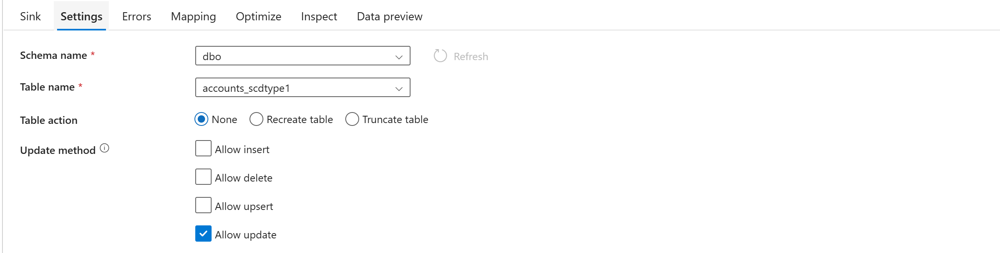 Sink Settings Errors Mapping Optimize Inspect Data preview
Schema name * dbo Refresh
Table name * accounts_scdtype1
Table action None Recreate table Truncate table
Update method Allow insert
Allow delete
Allow upsert
Allow update